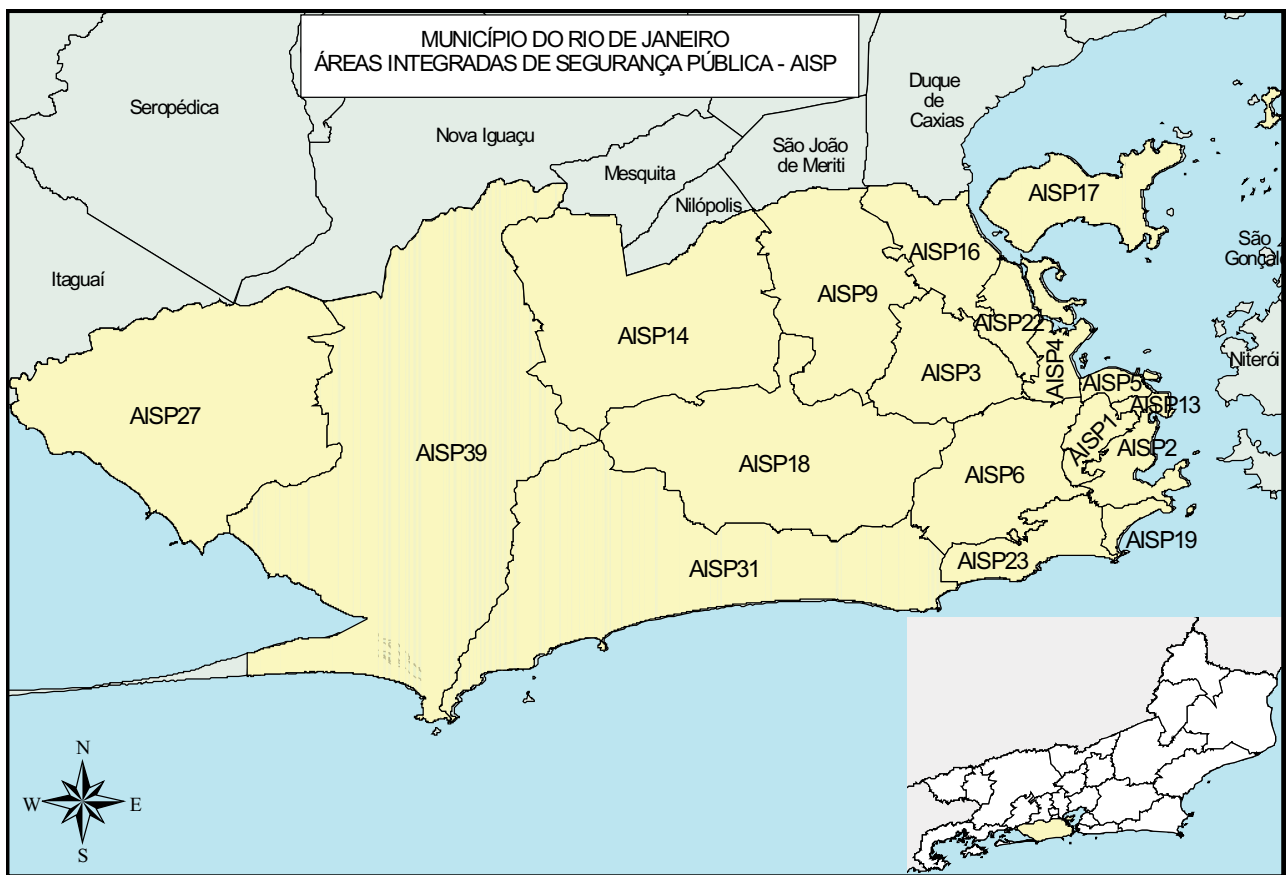 MUNICÍPIO DO RIO DE JANEIRO
ÁREAS INTEGRADAS DE SEGURANÇA PÚBLICA - AISP
Seropédica
Nova Iguaçu
Mesquita
Nilópolis
São João
de Meriti
Duque
de
Caxias
Itaguaí
São
Gonçalo
Niterói
AISP17
AISP16
AISP9
AISP14
AISP22
AISP4
AISP3
AISP5
AISP13
AISP1
AISP2
AISP27
AISP39
AISP18
AISP6
AISP19
AISP23
AISP31
N
W
E
S